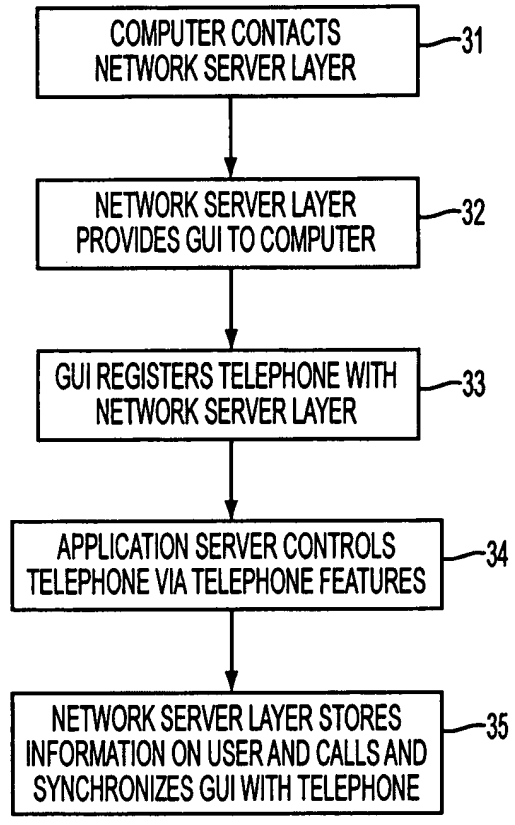 COMPUTER CONTACTS
NETWORK SERVER LAYER
31
NETWORK SERVER LAYER
PROVIDES GUI TO COMPUTER
32
GUI REGISTERS TELEPHONE WITH
NETWORK SERVER LAYER
33
APPLICATION SERVER CONTROLS
TELEPHONE VIA TELEPHONE FEATURES
34
NETWORK SERVER LAYER STORES
INFORMATION ON USER AND CALLS AND
SYNCHRONIZES GUI WITH TELEPHONE
35